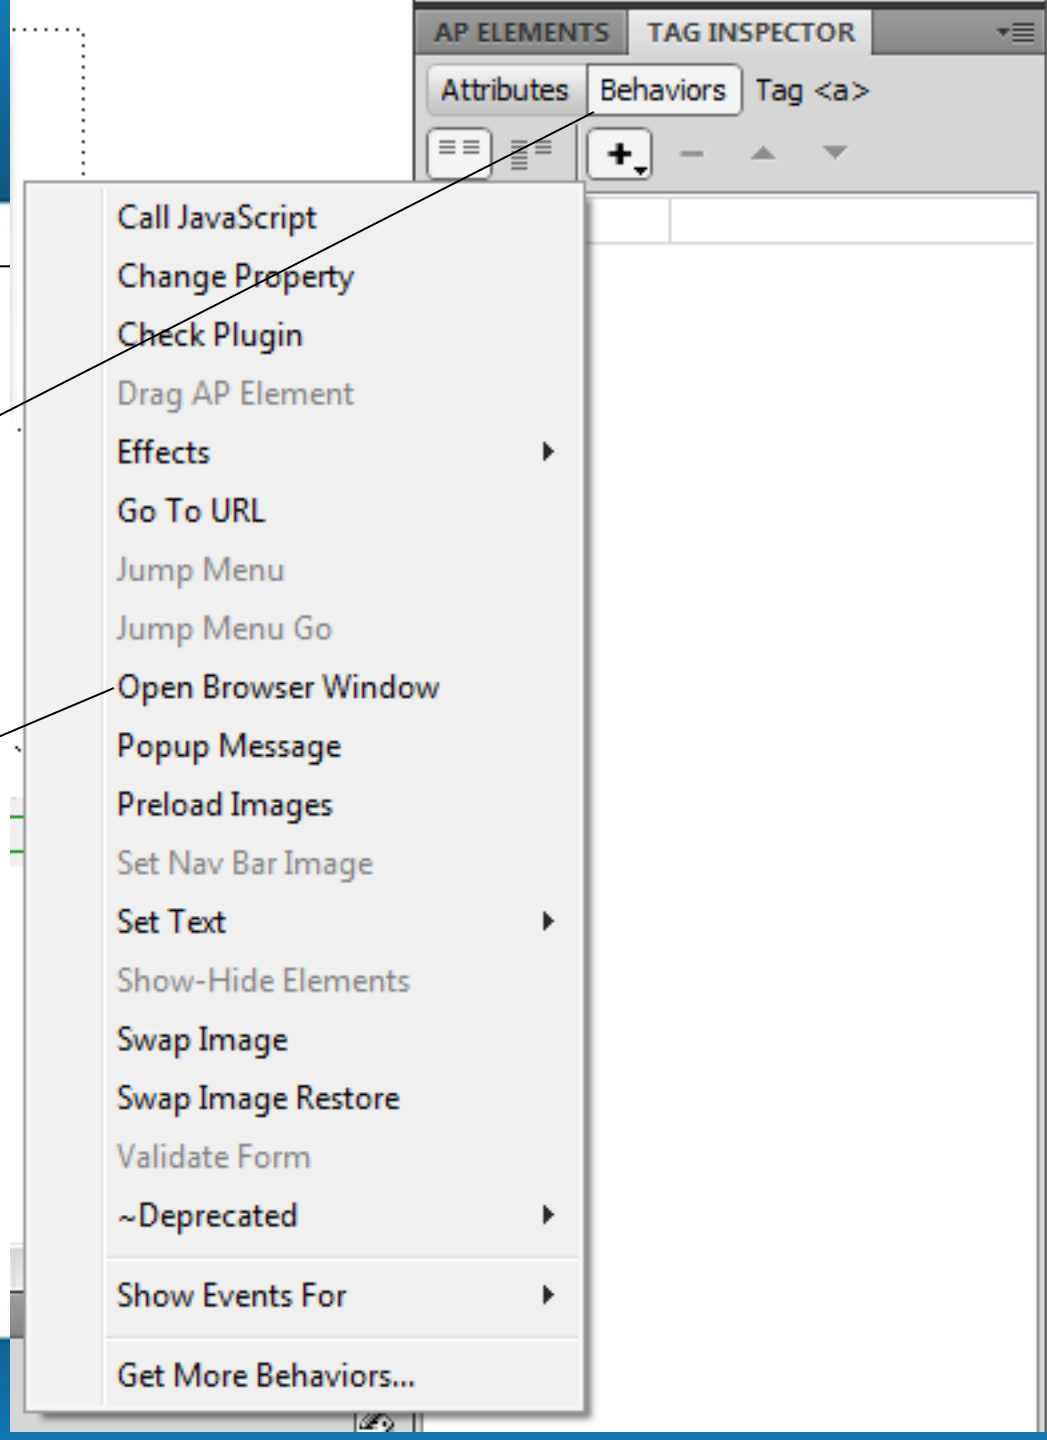 AP ELEMENTS TAG INSPECTOR
Attributes Behaviors Tag <a>
Call JavaScript
Change Property
Check Plugin
Drag AP Element
Effects
Go To URL
Jump Menu
Jump Menu Go
Open Browser Window
Popup Message
Preload Images
Set Nav Bar Image
Set Text
Show-Hide Elements
Swap Image
Swap Image Restore
Validate Form
~Deprecated
Show Events For
Get More Behaviors...